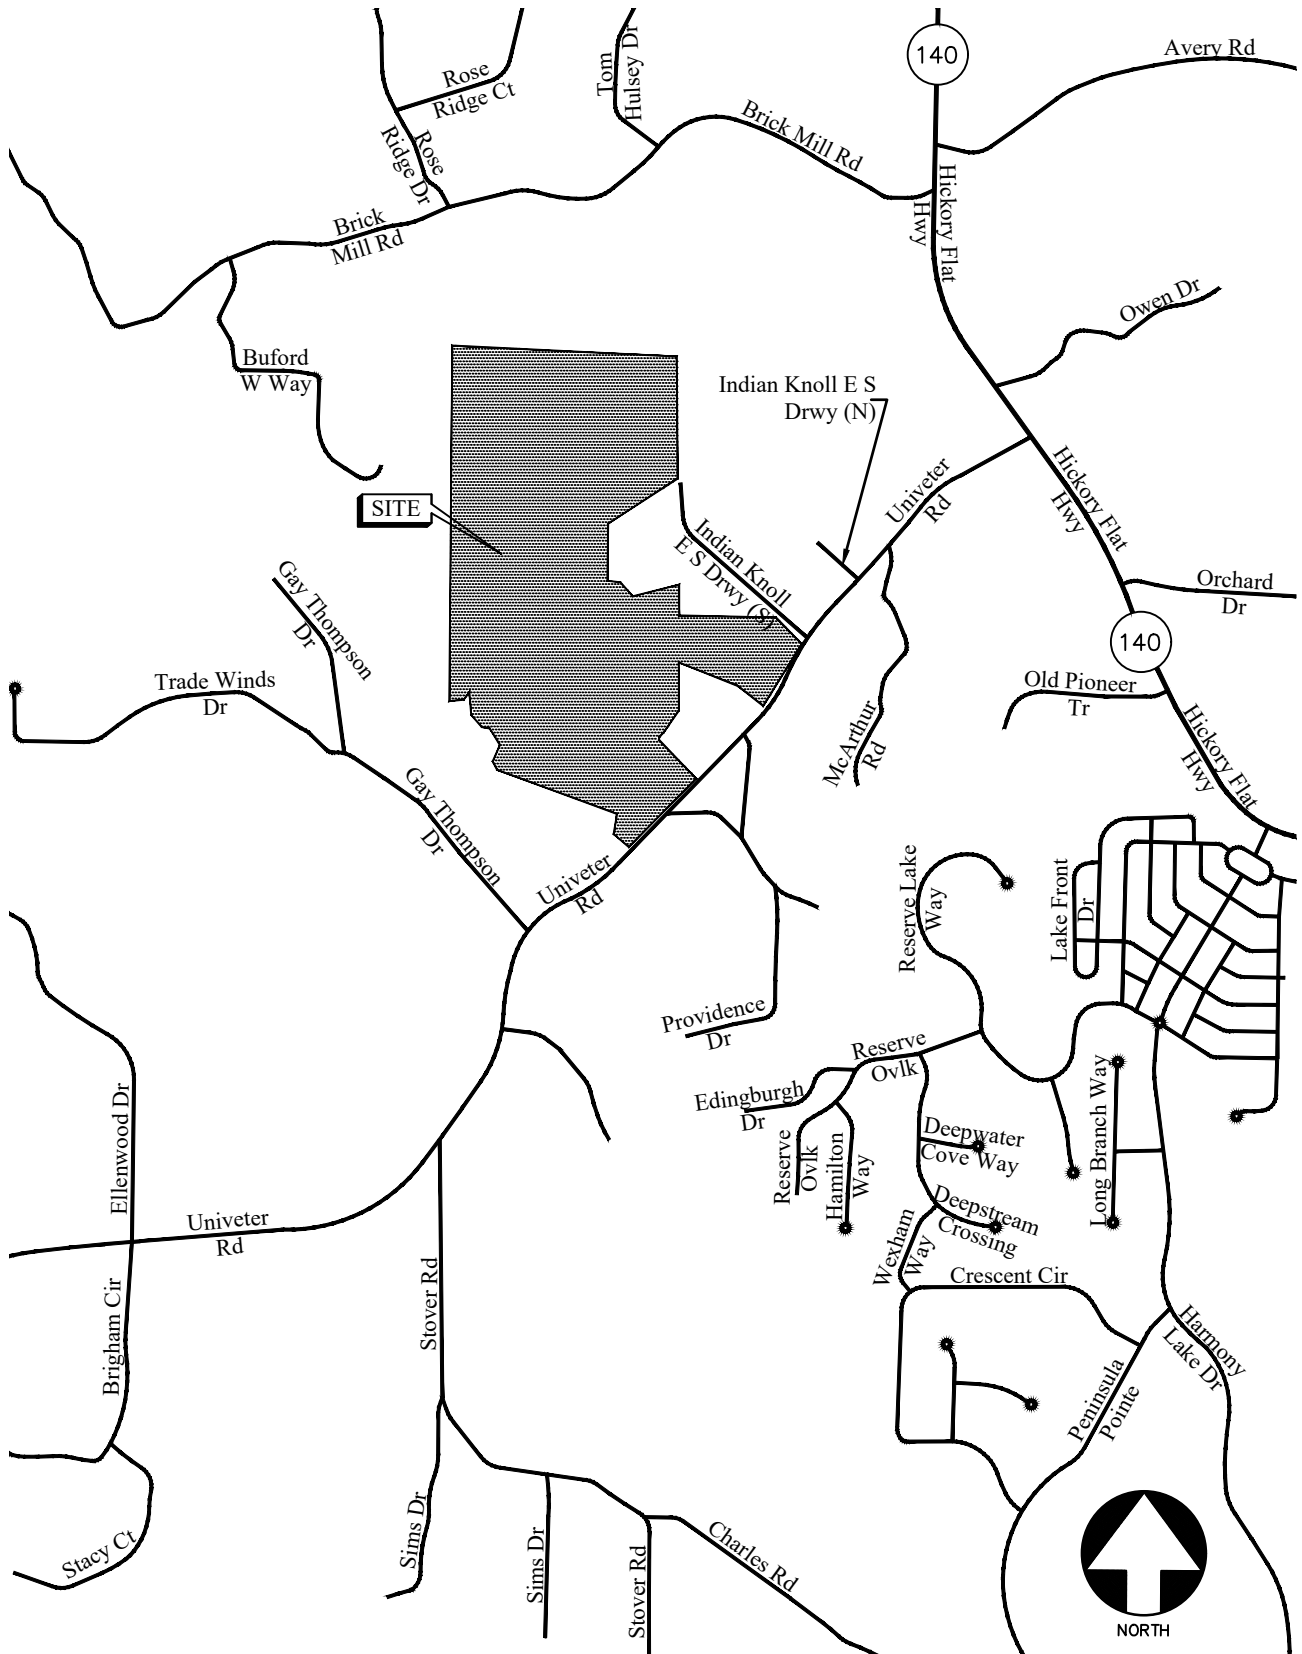 140
Avery Rd
Rose
Ridge Ct
Tom
Hulsey Dr
Brick Mill Rd
Rose
Ridge Dr
Hickory Flat
Hwy
Brick
Mill Rd
Owen Dr
Buford
W Way
Indian Knoll E S
Drwy (N)
Univeter
Rd
Hickory Flat
Hwy
SITE
Indian Knoll
E S Drwy (S)
Gay Thompson
Dr
Orchard
Dr
140
Trade Winds
Dr
Old Pioneer
Tr
McArthur
Rd
Hickory Flat
Hwy
Gay Thompson
Dr
Univeter
Rd
Reserve Lake
Way
Lake Front
Dr
Providence
Dr
Reserve
Ovlk
Edingburgh
Dr
Reserve
Ovlk
Hamilton
Way
Deepwater
Cove Way
Long Branch Way
Ellenwood Dr
Deepstream
Crossing
Wexham
Way
Univeter
Rd
Crescent Cir
Stover Rd
Brigham Cir
Harmony
Lake Dr
Peninsula
Pointe
Stacy Ct
Sims Dr
Sims Dr
Stover Rd
Charles Rd
NORTH